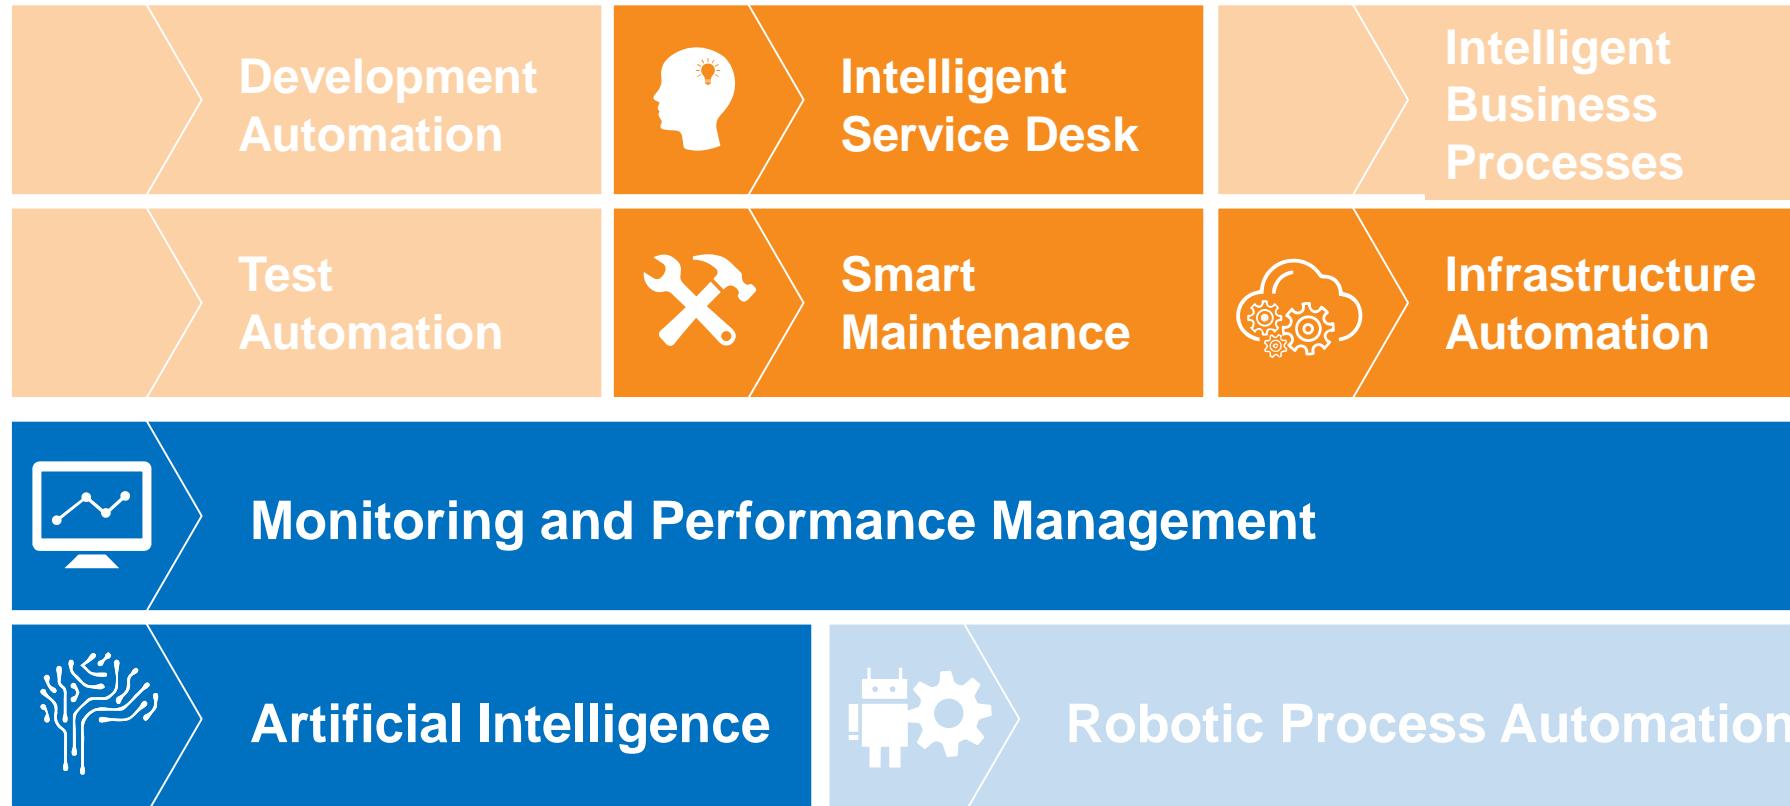 Development
Automation
Intelligent
Service Desk
Intelligent
Business
Processes
Test
Automation
Smart
Maintenance
Infrastructure
Automation
Monitoring and Performance Management
Artificial Intelligence
Robotic Process Automation